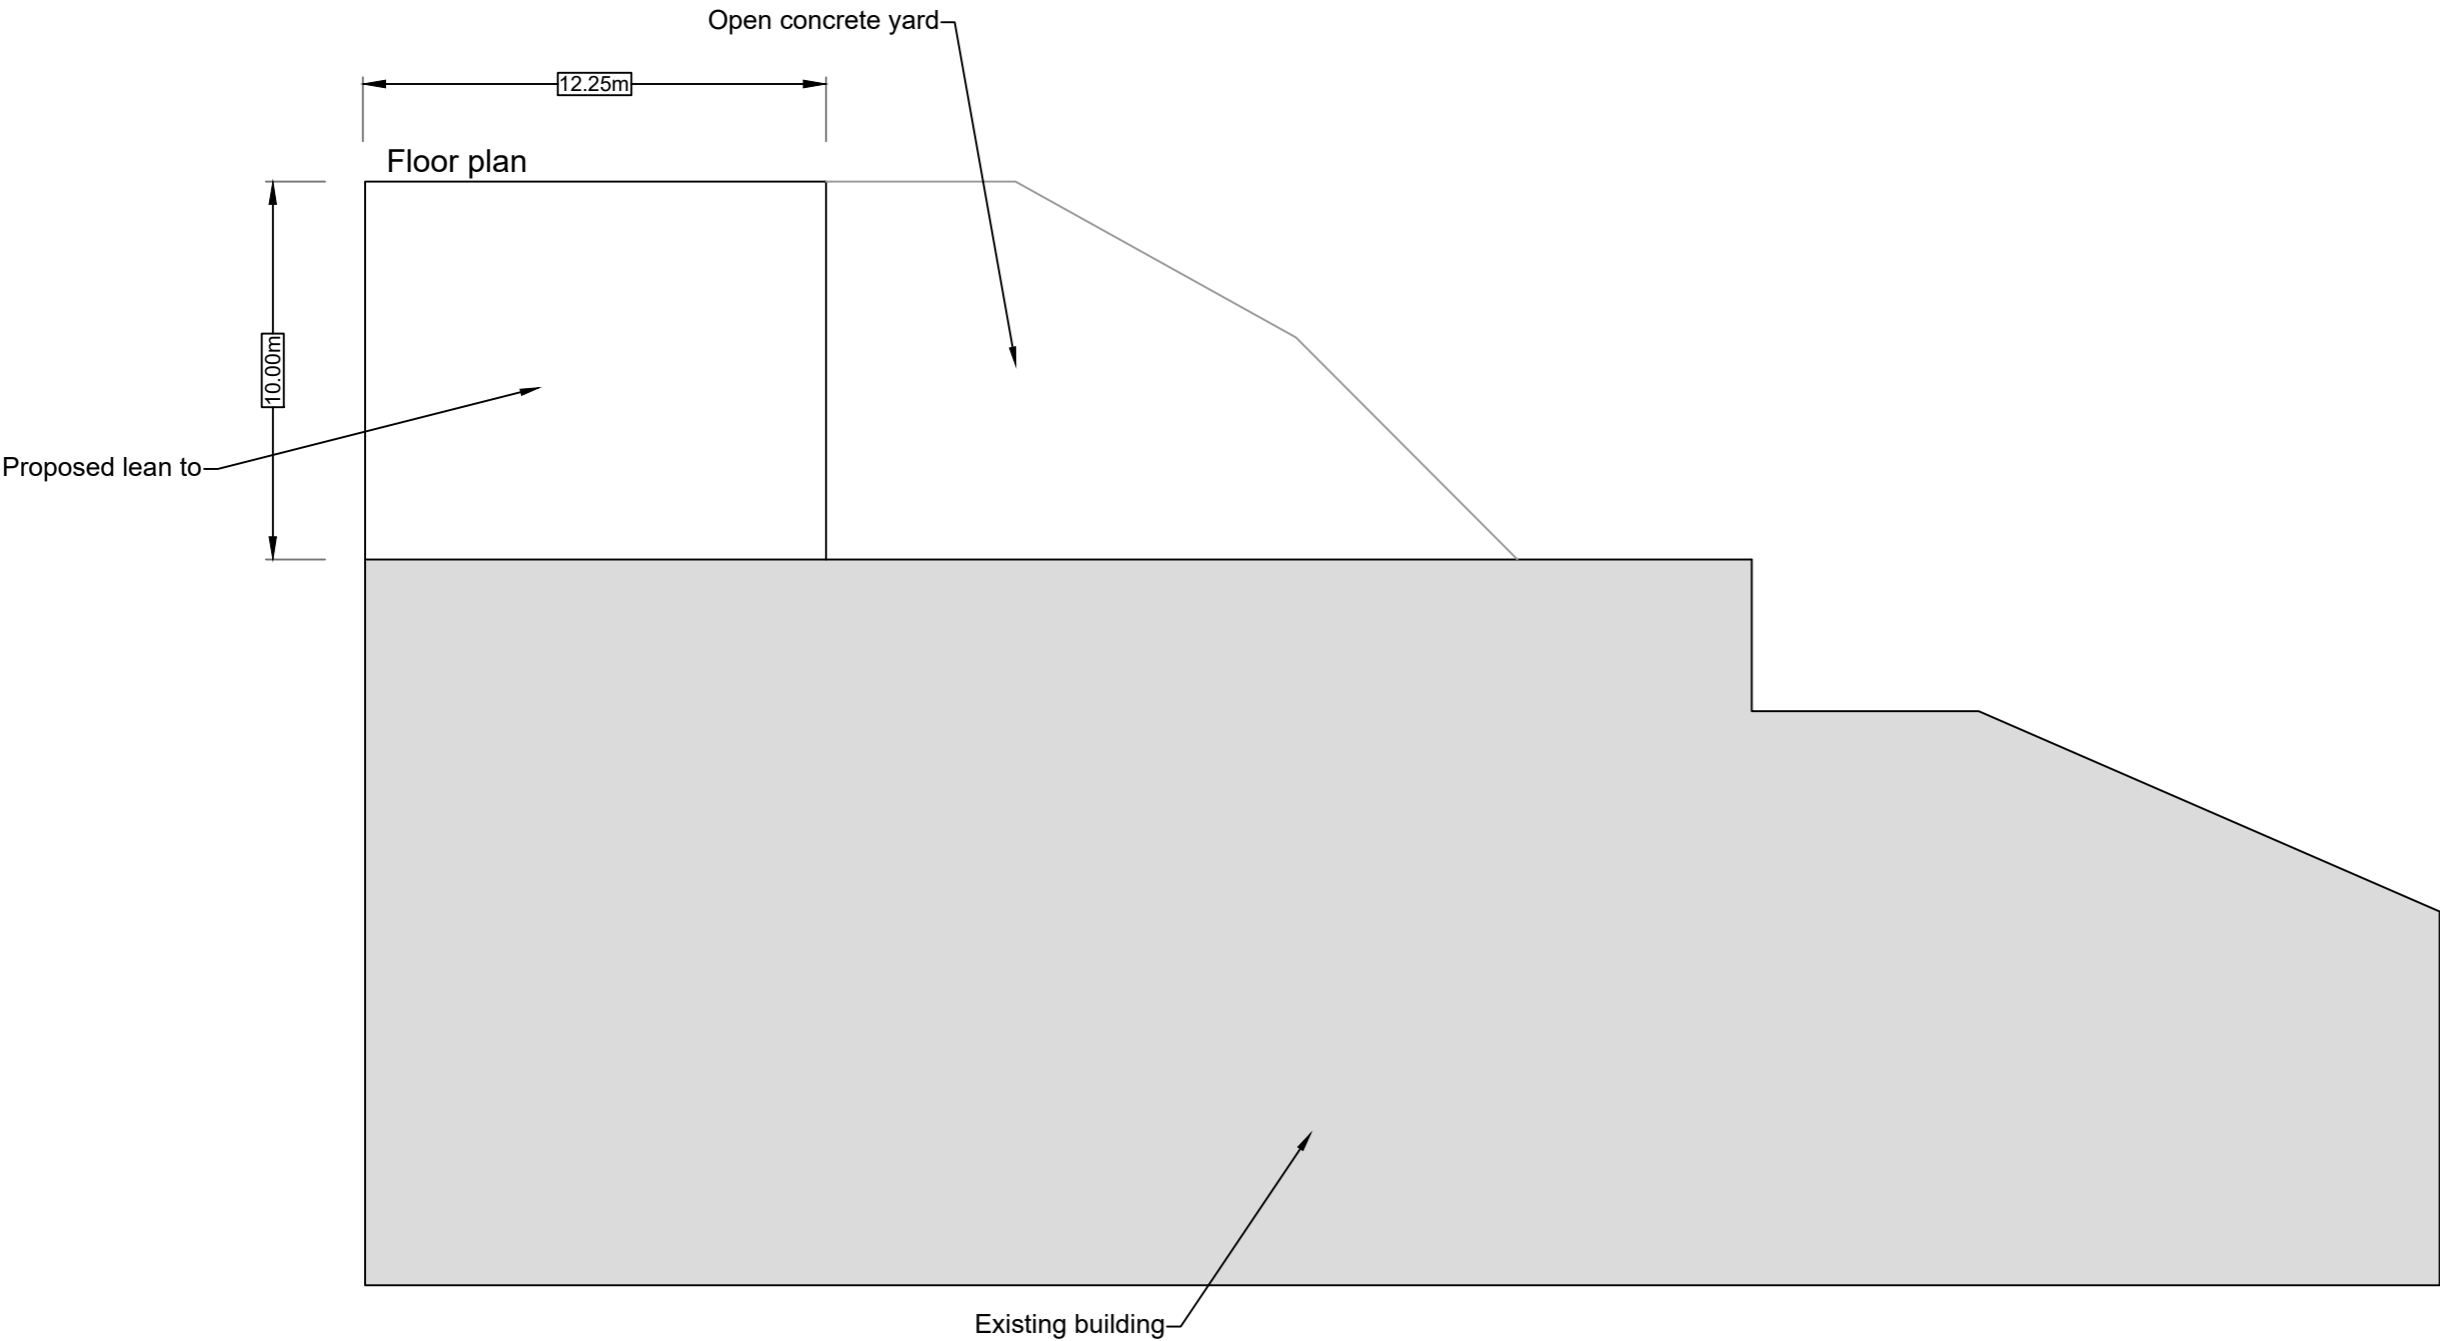 Open concrete yard
12.25m
Floor plan
10.00m
Proposed lean to
Existing building